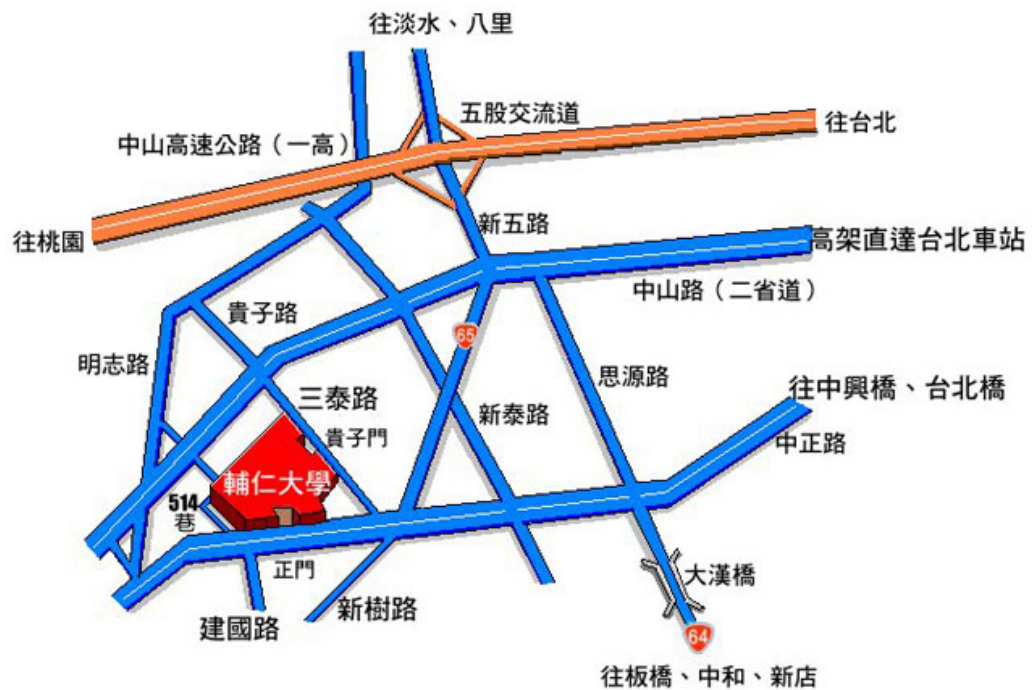 往淡水、八里
五股交流道
往台北
中山高速公路（一高）
往桃園
新五路
高架直達台北車站
中山路（二省道）
貴子路
65
明志路
思源路
三泰路
往中興橋、台北橋
新泰路
貴子門
中正路
輔仁大學
514
巷
正門
大漢橋
新樹路
建國路
64
往板橋、中和、新店